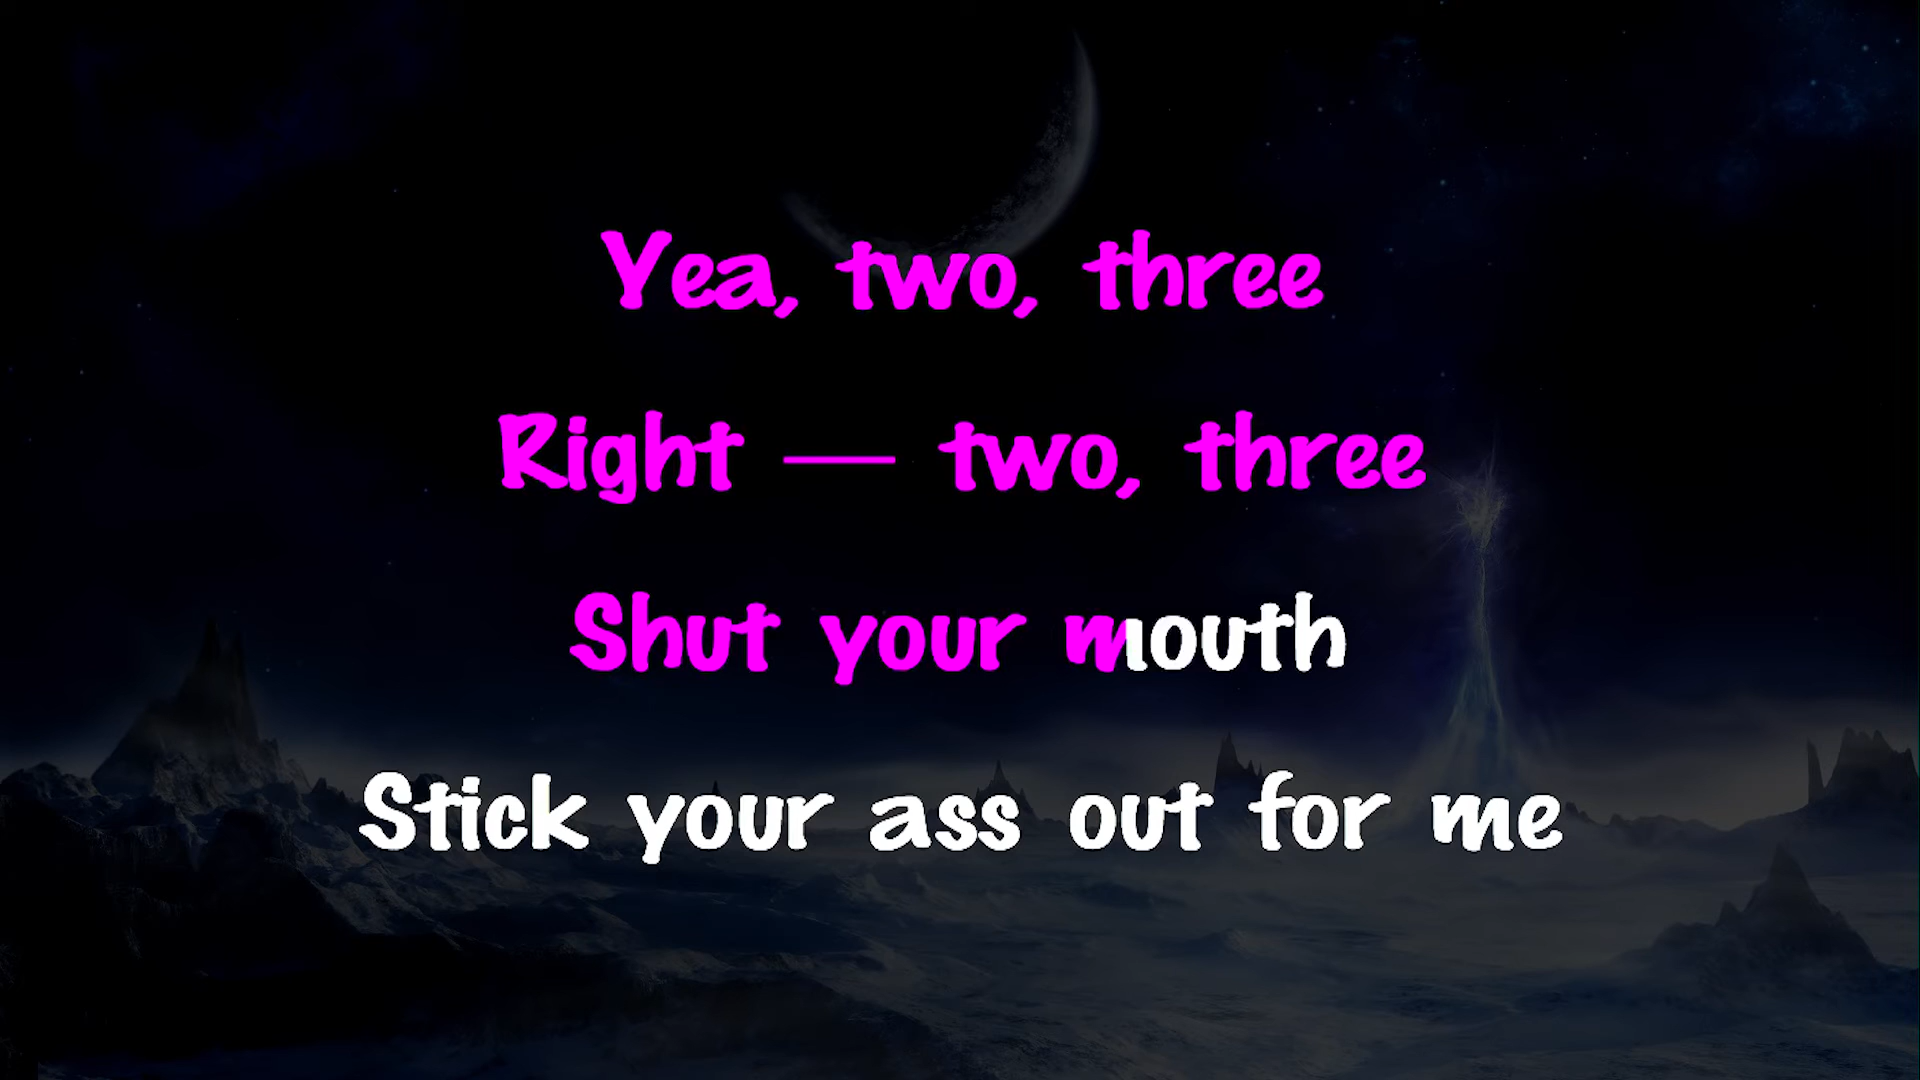 Yea, two, three
Right — two, three
Shut your mouth
Stick your ass out for me